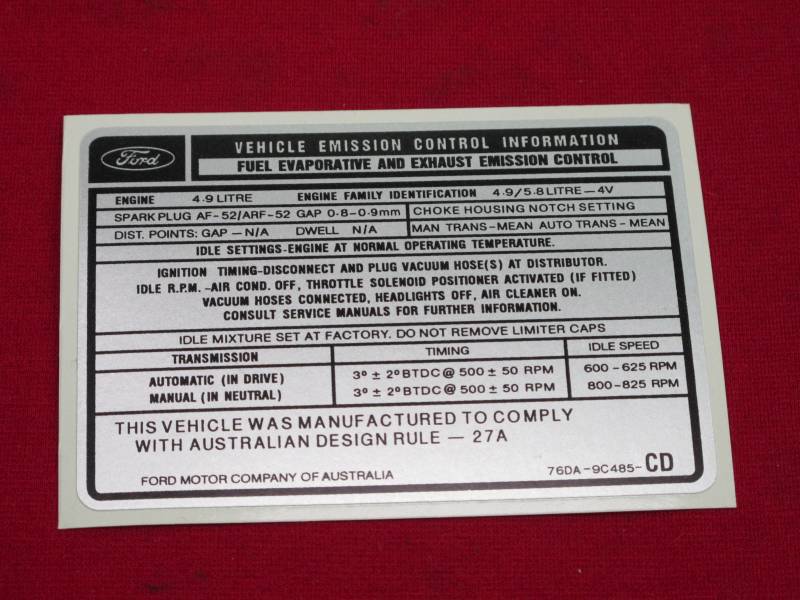 Ford
VEHICLE EMISSION CONTROL INFORMATION
FUEL EVAPORATIVE AND EXHAUST EMISSION CONTROL
ENGINE 4.9 LITRE ENGINE FAMILY IDENTIFICATION 4.9/5.8 LITRE—4V
SPARK PLUG AF-52/ARF-52 GAP 0·8-0·9mm CHOKE HOUSING NOTCH SETTING
DIST. POINTS: GAP — N/A DWELL N/A MAN TRANS-MEAN AUTO TRANS-MEAN
IDLE SETTINGS-ENGINE AT NORMAL OPERATING TEMPERATURE.
IGNITION TIMING-DISCONNECT AND PLUG VACUUM HOSE(S) AT DISTRIBUTOR.
IDLE R.P.M. -AIR COND. OFF, THROTTLE SOLENOID POSITIONER ACTIVATED (IF FITTED)
VACUUM HOSES CONNECTED, HEADLIGHTS OFF, AIR CLEANER ON.
CONSULT SERVICE MANUALS FOR FURTHER INFORMATION.
IDLE MIXTURE SET AT FACTORY. DO NOT REMOVE LIMITER CAPS
TRANSMISSION TIMING IDLE SPEED
AUTOMATIC (IN DRIVE) 3º ± 2º BTDC @ 500 ± 50 RPM 600-625 RPM
MANUAL (IN NEUTRAL) 3º ± 2º BTDC @ 500 ± 50 RPM 800-825 RPM
THIS VEHICLE WAS MANUFACTURED TO COMPLY
WITH AUSTRALIAN DESIGN RULE — 27A
FORD MOTOR COMPANY OF AUSTRALIA 76DA-9C485-CD